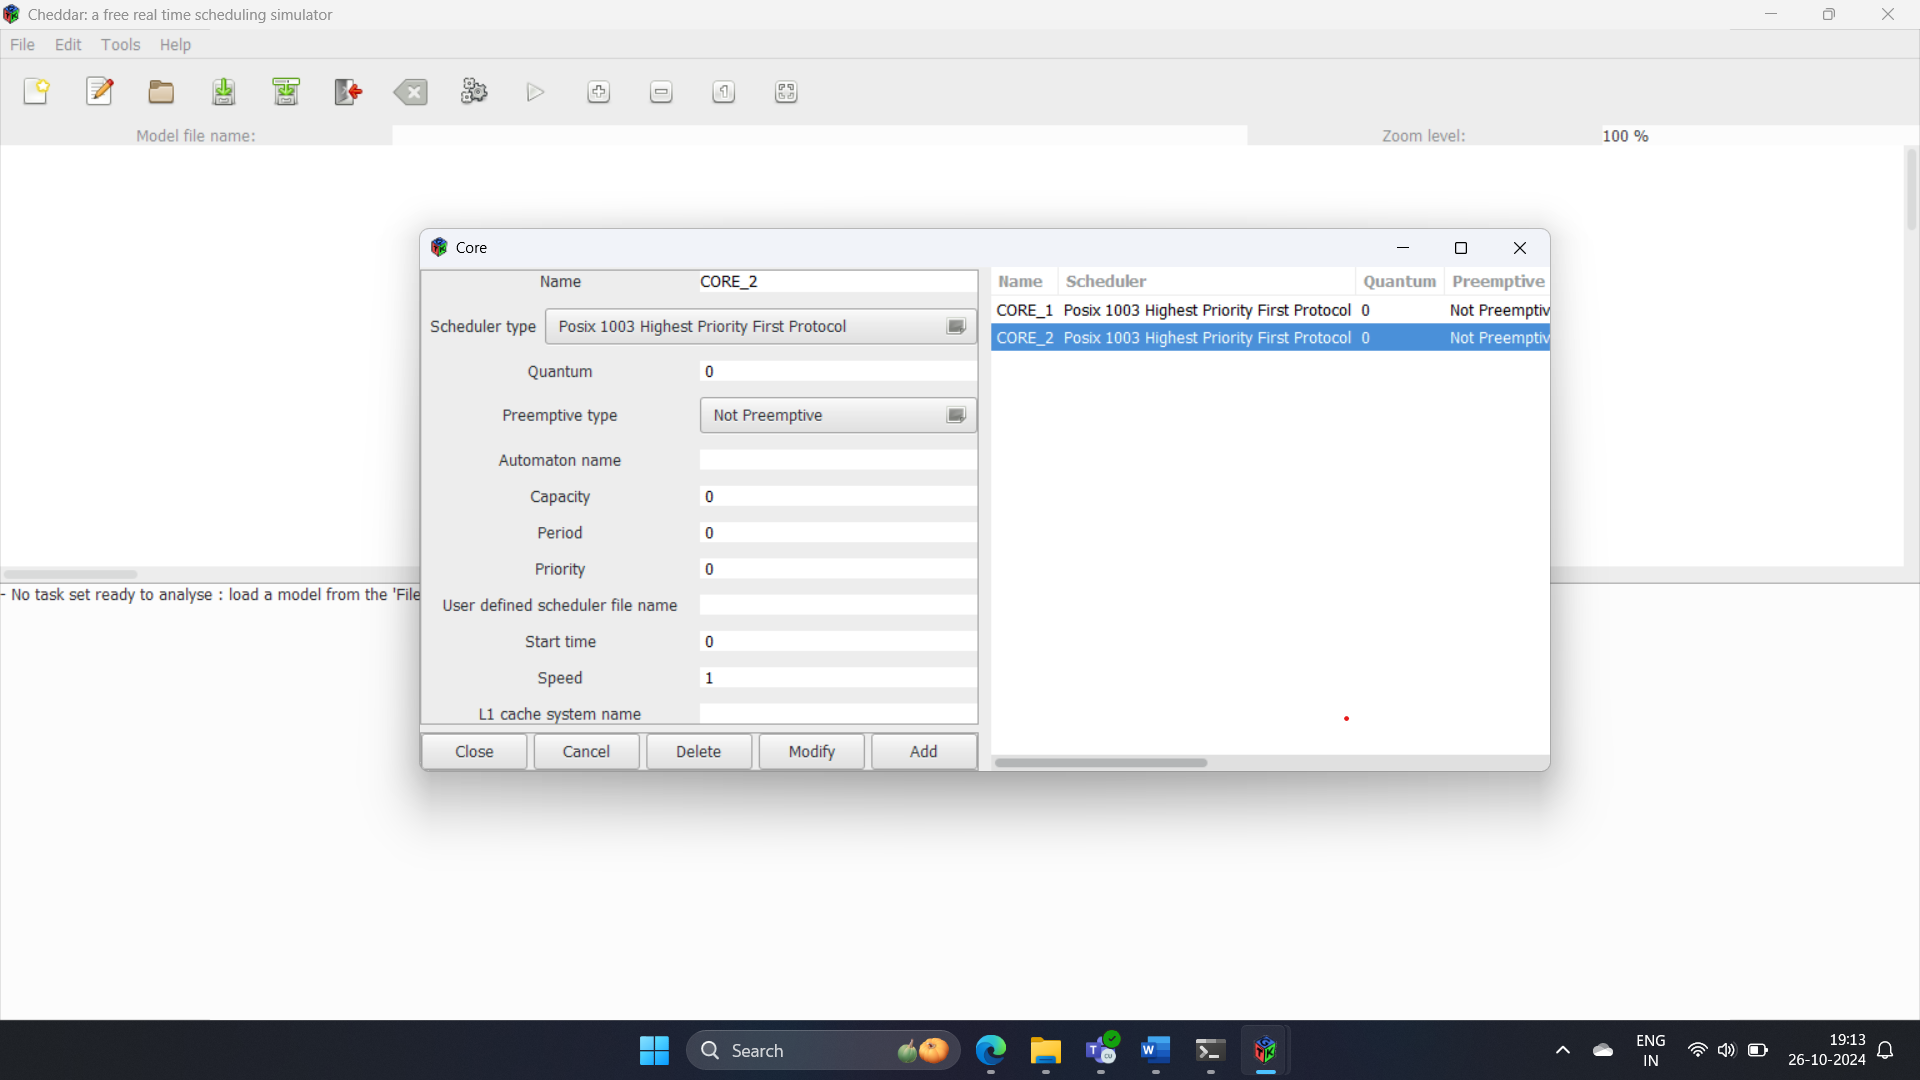 Cheddar: a free real time scheduling simulator
File Edit Tools Help
Model file name:
Zoom level: 100 %
Core
Name CORE_2
Scheduler type Posix 1003 Highest Priority First Protocol
Quantum 0
Preemptive type Not Preemptive
Automaton name
Capacity 0
Period 0
Priority 0
User defined scheduler file name
Start time 0
Speed 1
L1 cache system name
Close Cancel Delete Modify Add
Name Scheduler Quantum Preemptive
CORE_1 Posix 1003 Highest Priority First Protocol 0 Not Preemptiv
CORE_2 Posix 1003 Highest Priority First Protocol 0 Not Preemptiv
- No task set ready to analyse : load a model from the 'File
Search
ENG
IN
19:13
26-10-2024